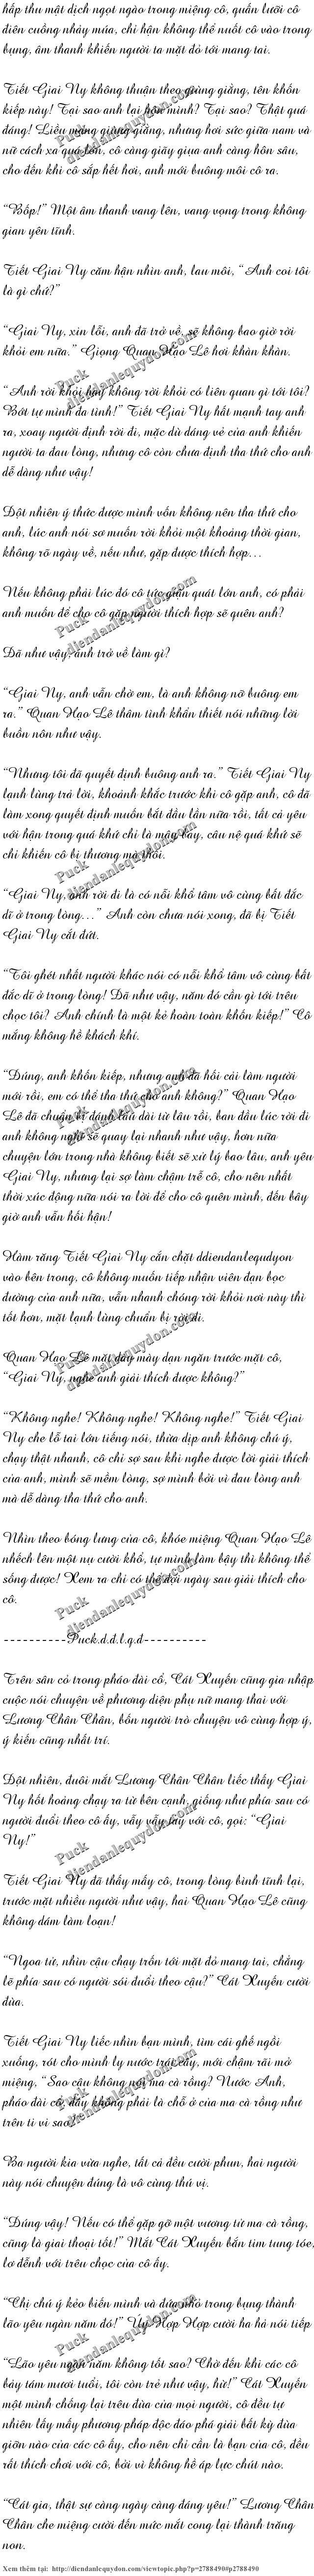 hấp thu mật dịch ngọt ngào trong miệng cô, quấn lưỡi cô
điên cuồng nhảy múa, chỉ hận không thể nuốt cô vào trong
bụng, âm thanh khiến người ta mặt đỏ tới mang tai.
Tiết Giai Ny không thuận theo giùng giằng, tên khốn
kiếp này! Tại sao anh lại hôn mình? Tại sao? Thật quá
đáng! Liều mạng giùng giằng, nhưng hơi sức giữa nam và
nữ cách xa quá lớn, cô càng giãy giụa anh càng hôn sâu,
cho đến khi cô sắp hết hơi, anh mới buông môi cô ra.
“Bốp!” Một âm thanh vang lên, vang vọng trong không
gian yên tĩnh.
Tiết Giai Ny căm hận nhìn anh, lau môi, “Anh coi tôi
là gì chứ?”
“Giai Ny, xin lỗi, anh đã trở về, sẽ không bao giờ rời
khỏi em nữa.” Giọng Quan Hạo Lê hơi khàn khàn.
“Anh rời khỏi hay không rời khỏi có liên quan gì tới tôi?
Bớt tự mình đa tình!” Tiết Giai Ny hất mạnh tay anh
ra, xoay người định rời đi, mặc dù dáng vẻ của anh khiến
người ta đau lòng, nhưng cô còn chưa định tha thứ cho anh
dễ dàng như vậy!
Đột nhiên ý thức được mình vốn không nên tha thứ cho
anh, lúc anh nói sơ muốn rời khỏi một khoảng thời gian,
không rõ ngày về, nếu như, gặp được thích hợp…
Nếu không phải lúc đó cô tức giận quát lớn anh, có phải
anh muốn để cho cô gặp người thích hợp sẽ quên anh?
Đã như vậy, anh trở về làm gì?
“Giai Ny, anh vẫn chờ em, là anh không nỡ buông em
ra.” Quan Hạo Lê thâm tình khẩn thiết nói những lời
buồn nôn như vậy.
“Nhưng tôi đã quyết định buông anh ra.” Tiết Giai Ny
lạnh lùng trả lời, khoảnh khắc trước khi cô gặp anh, cô đã
làm xong quyết định muốn bắt đầu lần nữa rồi, tất cả yêu
với hận trong quá khứ chỉ là mây bay, câu nệ quá khứ sẽ
chỉ khiến cô bị thương mà thôi.
“Giai Ny, anh rời đi là có nỗi khổ tâm vô cùng bất đắc
dĩ ở trong lòng…” Anh còn chưa nói xong, đã bị Tiết
Giai Ny cắt đứt.
“Tôi ghét nhất người khác nói có nỗi khổ tâm vô cùng bất
đắc dĩ ở trong lòng! Đã như vậy, năm đó cần gì tới trêu
chọc tôi? Anh chính là một kẻ hoàn toàn khốn kiếp!” Cô
mắng không hề khách khí.
“Đúng, anh khốn kiếp, nhưng anh đã hối cải làm người
mới rồi, em có thể tha thứ cho anh không?” Quan Hạo
Lê đã chuẩn bị đánh lâu dài từ lâu rồi, ban đầu lúc rời đi
anh không nghĩ sẽ quay lại nhanh như vậy, hơn nữa
chuyện lớn trong nhà không biết sẽ xử lý bao lâu, anh yêu
Giai Ny, nhưng lại sợ làm chậm trễ cô, cho nên nhất
thời xúc động nữa nói ra lời để cho cô quên mình, đến bây
giờ anh vẫn hối hận!
Hàm răng Tiết Giai Ny cắn chặt ddiendanlequdyon
vào bên trong, cô không muốn tiếp nhận viên đạn bọc
đường của anh nữa, vẫn nhanh chóng rời khỏi nơi này thì
tốt hơn, mặt lạnh lùng chuẩn bị rời đi.
Quan Hạo Lê mặt dày mày dạn ngăn trước mặt cô,
“Giai Ny, nghe anh giải thích được không?”
“Không nghe! Không nghe! Không nghe!” Tiết Giai
Ny che lỗ tai lớn tiếng nói, thừa dịp anh không chú ý,
chạy thật nhanh, cô chỉ sợ sau khi nghe được lời giải thích
của anh, mình sẽ mềm lòng, sợ mình bởi vì đau lòng anh
mà dễ dàng tha thứ cho anh.
Nhìn theo bóng lưng của cô, khóe miệng Quan Hạo Lê
nhếch lên một nụ cười khổ, tự mình làm bậy thì không thể
sống được! Xem ra chỉ có thể đợi ngày sau giải thích cho
cô.
----------Puck.d.đ.l.q.đ----------
Trên sân cỏ trong pháo đài cổ, Cát Xuyến cũng gia nhập
cuộc nói chuyện về phương diện phụ nữ mang thai với
Lương Chân Chân, bốn người trò chuyện vô cùng hợp ý,
ý kiến cũng nhất trí.
Đột nhiên, đuôi mắt Lương Chân Chân liếc thấy Giai
Ny hốt hoảng chạy ra từ bên cạnh, giống như phía sau có
người đuổi theo cô ấy, vẫy vẫy tay với cô, gọi: “Giai
Ny!”
Tiết Giai Ny đã thấy mấy cô, trong lòng bình tĩnh lại,
trước mặt nhiều người như vậy, hai Quan Hạo Lê cũng
không dám làm loạn!
“Ngoa tử, nhìn cậu chạy trốn tới mặt đỏ mang tai, chẳng
lẽ phía sau có người sói đuổi theo cậu?” Cát Xuyến cười
đùa.
Tiết Giai Ny liếc nhìn bạn mình, tìm cái ghế ngồi
xuống, rót cho mình ly nước trái cây, mới chậm rãi mở
miệng, “Sao cậu không nói ma cà rồng? Nước Anh,
pháo đài cổ, đây không phải là chỗ ở của ma cà rồng như
trên ti vi sao?”
Ba người kia vừa nghe, tất cả đều cười phun, hai người
này nói chuyện đúng là vô cùng thú vị.
“Đúng vậy! Nếu có thể gặp gỡ một vương tử ma cà rồng,
cũng là giai thoại tốt!” Mắt Cát Xuyến bắn tim tung tóe,
lơ đễnh với trêu chọc của cô ấy.
“Chị chú ý kẻo biến mình và đứa nhỏ trong bụng thành
lão yêu ngàn năm đó!” Uý Hợp Hợp cười ha hả nói tiếp
“Lão yêu ngàn năm không tốt sao? Chờ đến khi các cô
bảy tám mươi tuổi, tôi còn trẻ như vậy, hừ!” Cát Xuyến
một mình chống lại trêu đùa của mọi người, cô đều tự
nhiên lấy mấy phương pháp độc đáo phá giải bất kỳ đùa
giỡn nào của các cô ấy, cho nên chỉ cần là bạn của cô, đều
rất thích chơi với cô, bởi vì không hề áp lực chút nào.
“Cát gia, thật sự càng ngày càng đáng yêu!” Lương Chân
Chân che miệng cười đến mức mắt cong lại thành trăng
non.
Xem thêm tại: http://diendanlequydon.com/viewtopic.php?p=2788490#p2788490